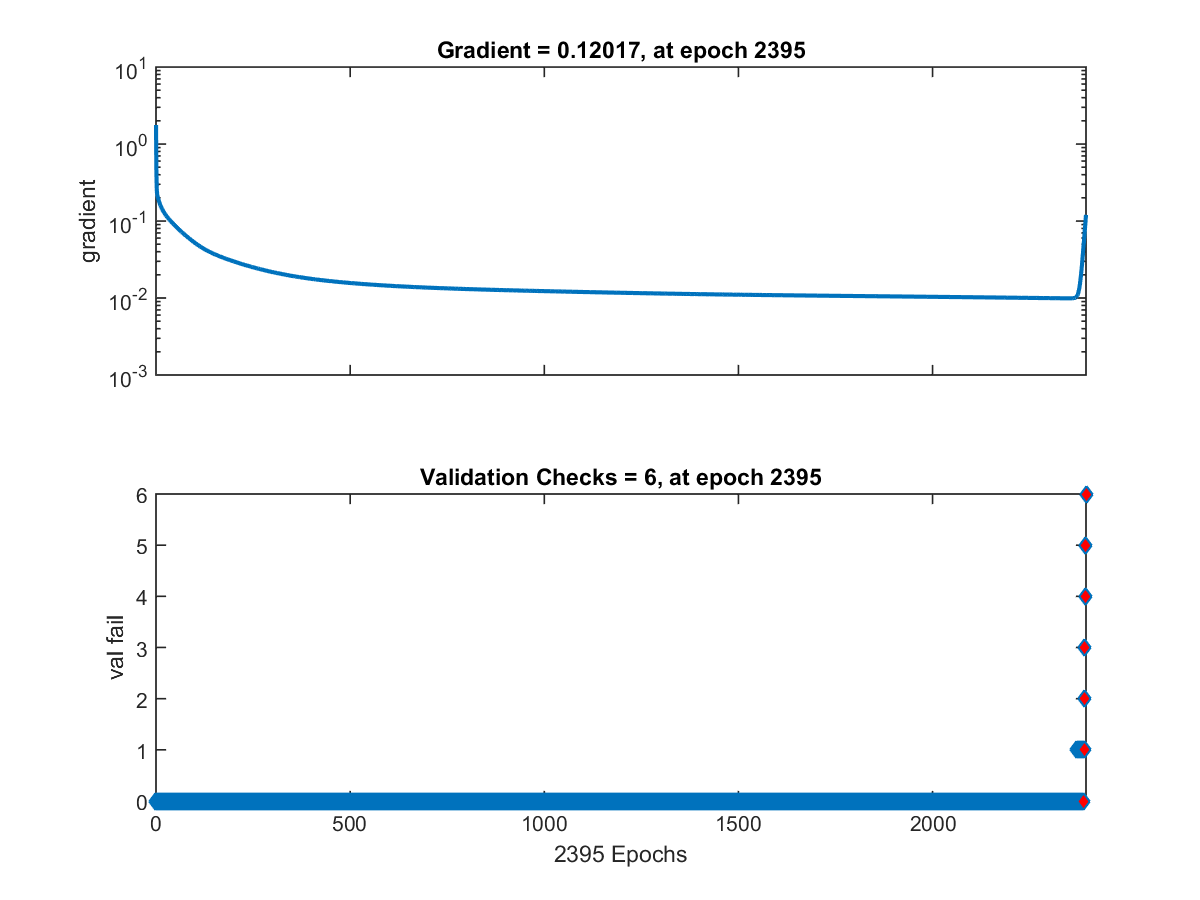 Gradient = 0.12017, at epoch 2395
10^1
10^0
10^-1
10^-2
10^-3
gradient
Validation Checks = 6, at epoch 2395
6
5
4
3
2
1
0
val fail
0 500 1000 1500 2000
2395 Epochs